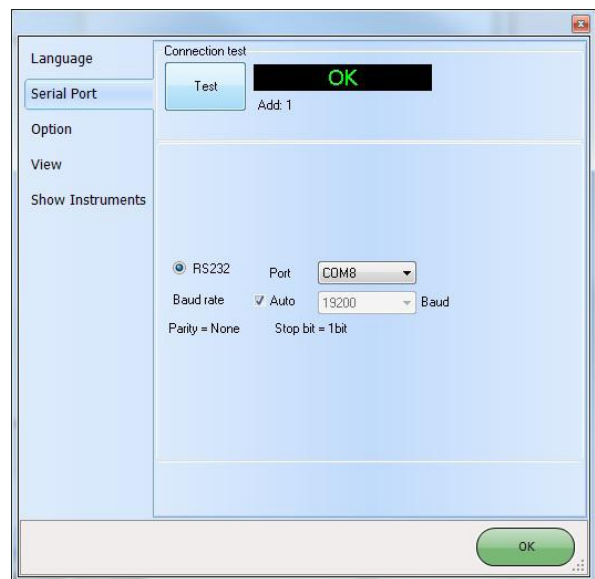 Language
Serial Port
Option
View
Show Instruments
Connection test
Test
OK
Add: 1
RS232 Port COM8
Baud rate Auto 19200 Baud
Parity = None Stop bit = 1bit
OK